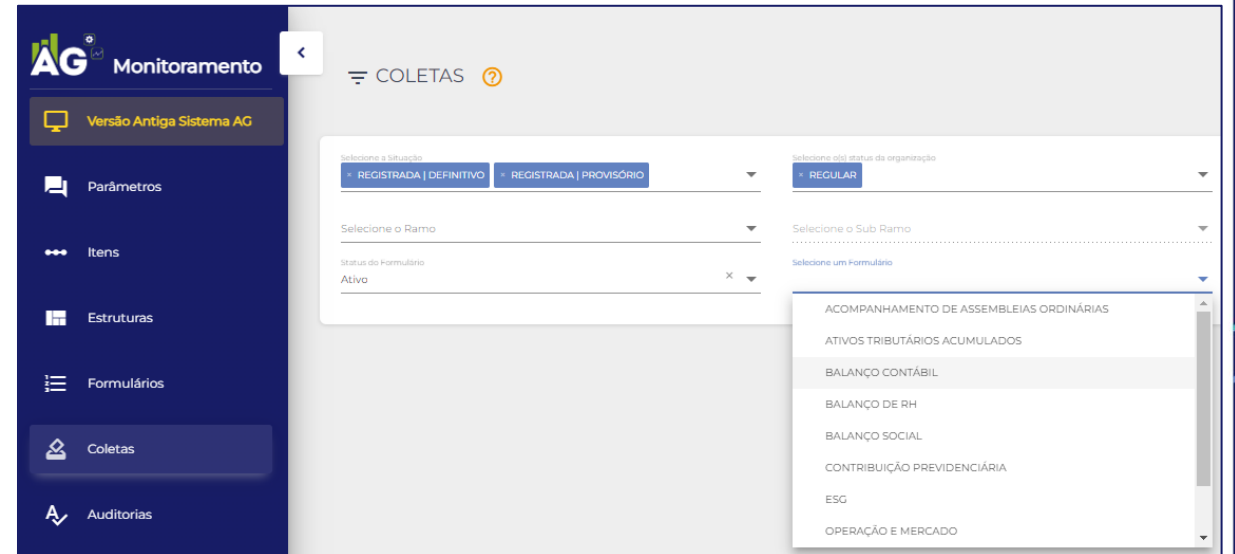 AG Monitoramento
Versão Antiga Sistema AG
Parâmetros
Itens
Estruturas
Formulários
Coletas
Auditorias
COLETAS ?
Selecione a Situação
× REGISTRADA | DEFINITIVO × REGISTRADA | PROVISÓRIO
Selecione o(s) status da organização
× REGULAR
Selecione o Ramo
Selecione o Sub Ramo
Status do Formulário
Ativo ×
Selecione um Formulário
ACOMPANHAMENTO DE ASSEMBLEIAS ORDINÁRIAS
ATIVOS TRIBUTÁRIOS ACUMULADOS
BALANÇO CONTÁBIL
BALANÇO DE RH
BALANÇO SOCIAL
CONTRIBUIÇÃO PREVIDENCIÁRIA
ESG
OPERAÇÃO E MERCADO